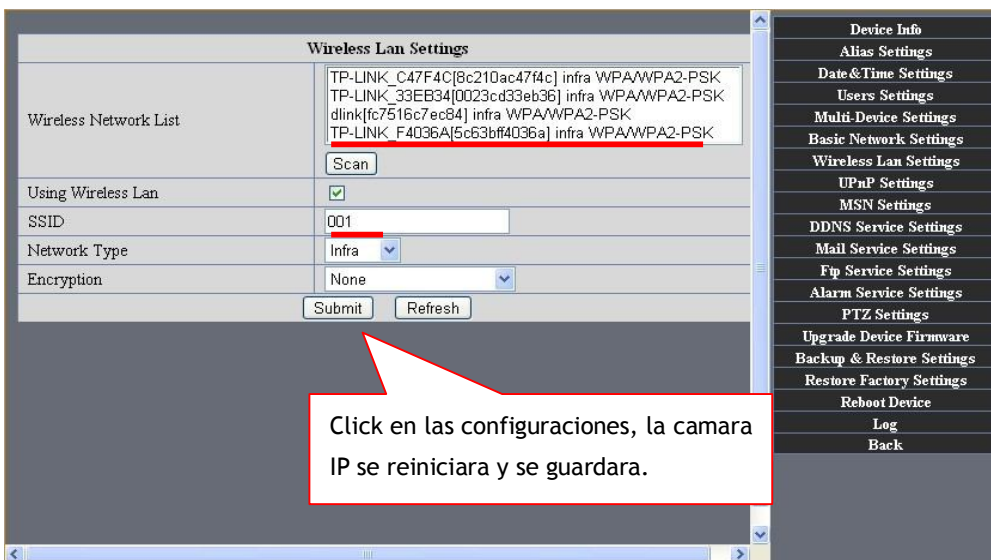 Wireless Lan Settings
Wireless Network List
TP-LINK_C47F4C[8c210ac47f4c] infra WPA/WPA2-PSK
TP-LINK_33EB34[0023cd33eb36] infra WPA/WPA2-PSK
dlink[fc7516c7ec84] infra WPA/WPA2-PSK
TP-LINK_F4036A[5c63bff4036a] infra WPA/WPA2-PSK
Scan
Using Wireless Lan
SSID 001
Network Type Infra
Encryption None
Submit Refresh
Click en las configuraciones, la camara
IP se reiniciara y se guardara.
Device Info
Alias Settings
Date&Time Settings
Users Settings
Multi-Device Settings
Basic Network Settings
Wireless Lan Settings
UPnP Settings
MSN Settings
DDNS Service Settings
Mail Service Settings
Ftp Service Settings
Alarm Service Settings
PTZ Settings
Upgrade Device Firmware
Backup & Restore Settings
Restore Factory Settings
Reboot Device
Log
Back